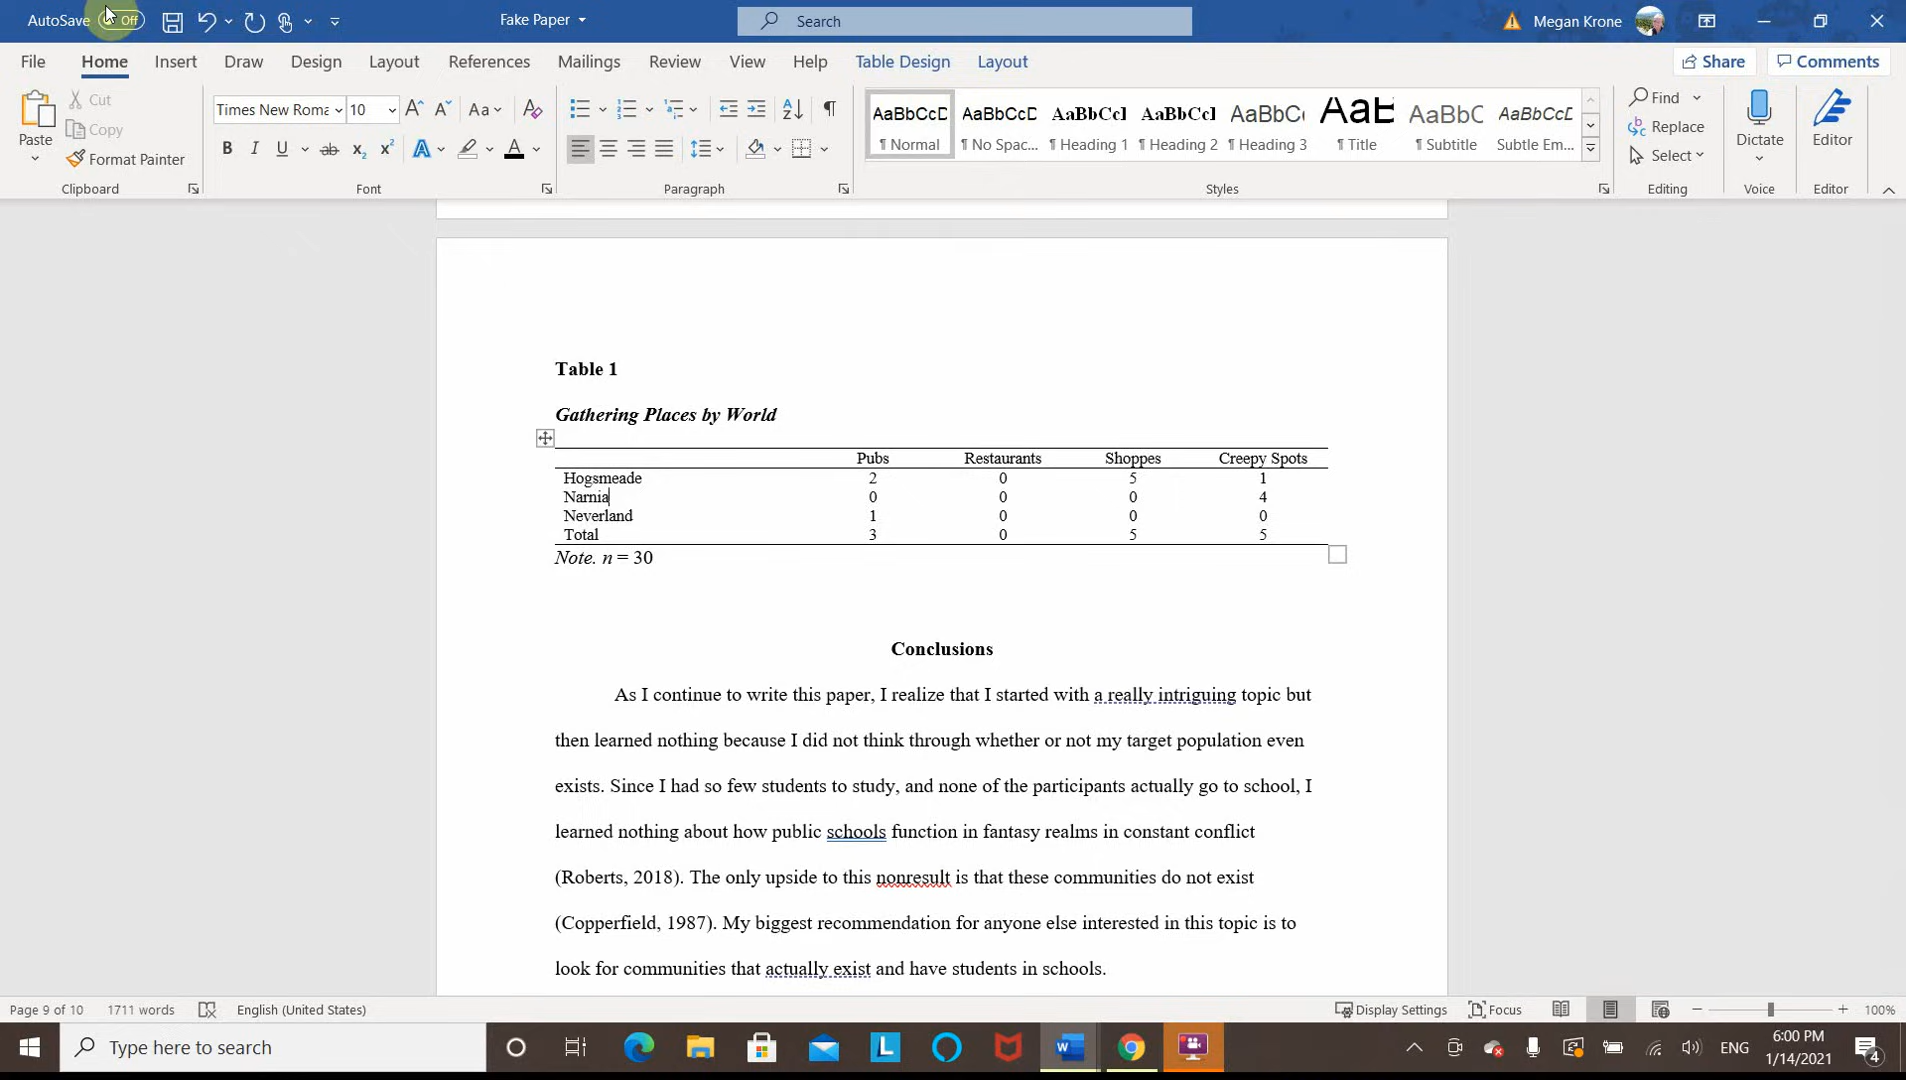 AutoSave Off Fake Paper Search Megan Krone
File Home Insert Draw Design Layout References Mailings Review View Help Table Design Layout Share Comments
Paste Cut Copy Format Painter
Clipboard
Times New Roma 10 Aa
B I U ab x₂ x² A A
Font
Paragraph
AaBbCcD AaBbCcD AaBbCcI AaBbCcI AaBbC AaB AaBbC AaBbCcD
¶ Normal ¶ No Spac... ¶ Heading 1 ¶ Heading 2 ¶ Heading 3 ¶ Title ¶ Subtitle Subtle Em...
Styles
Find
Replace
Select
Editing
Dictate
Voice
Editor
Editor
Table 1
Gathering Places by World
Pubs Restaurants Shoppes Creepy Spots
Hogsmeade 2 0 5 1
Narnia 0 0 0 4
Neverland 1 0 0 0
Total 3 0 5 5
Note. n = 30
Conclusions
As I continue to write this paper, I realize that I started with a really intriguing topic but
then learned nothing because I did not think through whether or not my target population even
exists. Since I had so few students to study, and none of the participants actually go to school, I
learned nothing about how public schools function in fantasy realms in constant conflict
(Roberts, 2018). The only upside to this nonresult is that these communities do not exist
(Copperfield, 1987). My biggest recommendation for anyone else interested in this topic is to
look for communities that actually exist and have students in schools.
Page 9 of 10 1711 words English (United States) Display Settings Focus 100%
Type here to search ENG 6:00 PM
1/14/2021 4